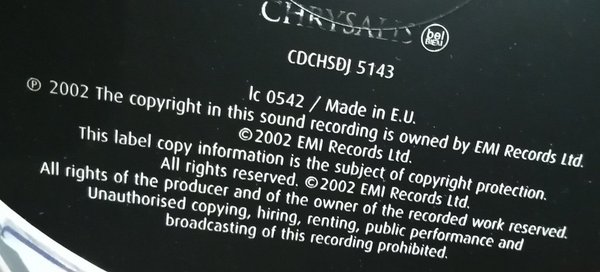 CHRYSALIS
bel
BIEM
CDCHSDJ 5143
lc 0542 / Made in E.U.
℗ 2002 The copyright in this sound recording is owned by EMI Records Ltd.
©2002 EMI Records Ltd.
This label copy information is the subject of copyright protection.
All rights reserved. ©2002 EMI Records Ltd.
All rights of the producer and of the owner of the recorded work reserved.
Unauthorised copying, hiring, renting, public performance and
broadcasting of this recording prohibited.